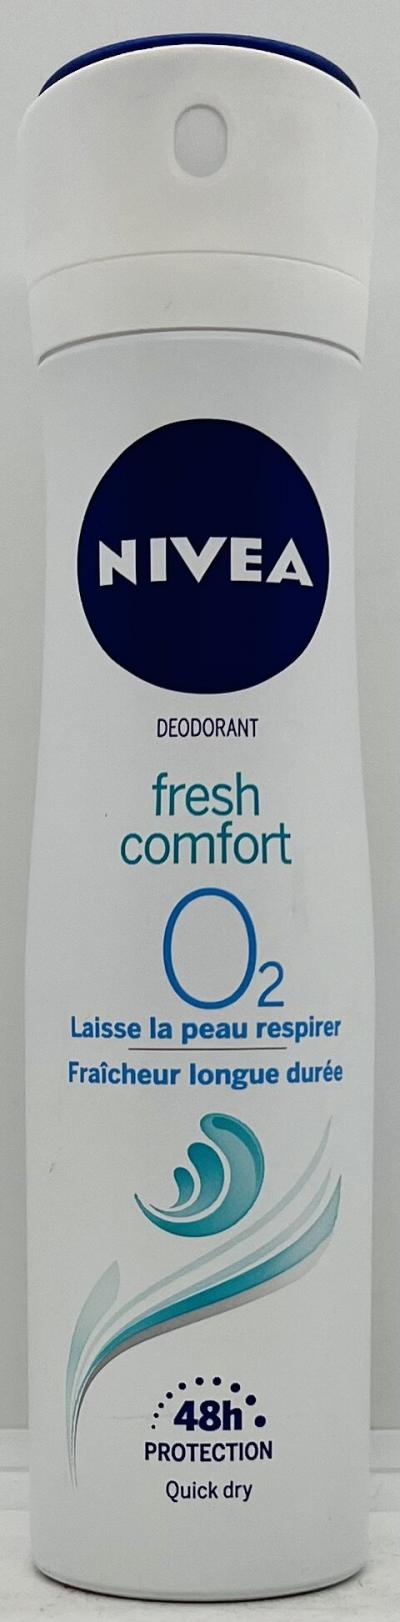 NIVEA
DEODORANT
fresh
comfort
O2
Laisse la peau respirer
Fraîcheur longue durée
48h
PROTECTION
Quick dry